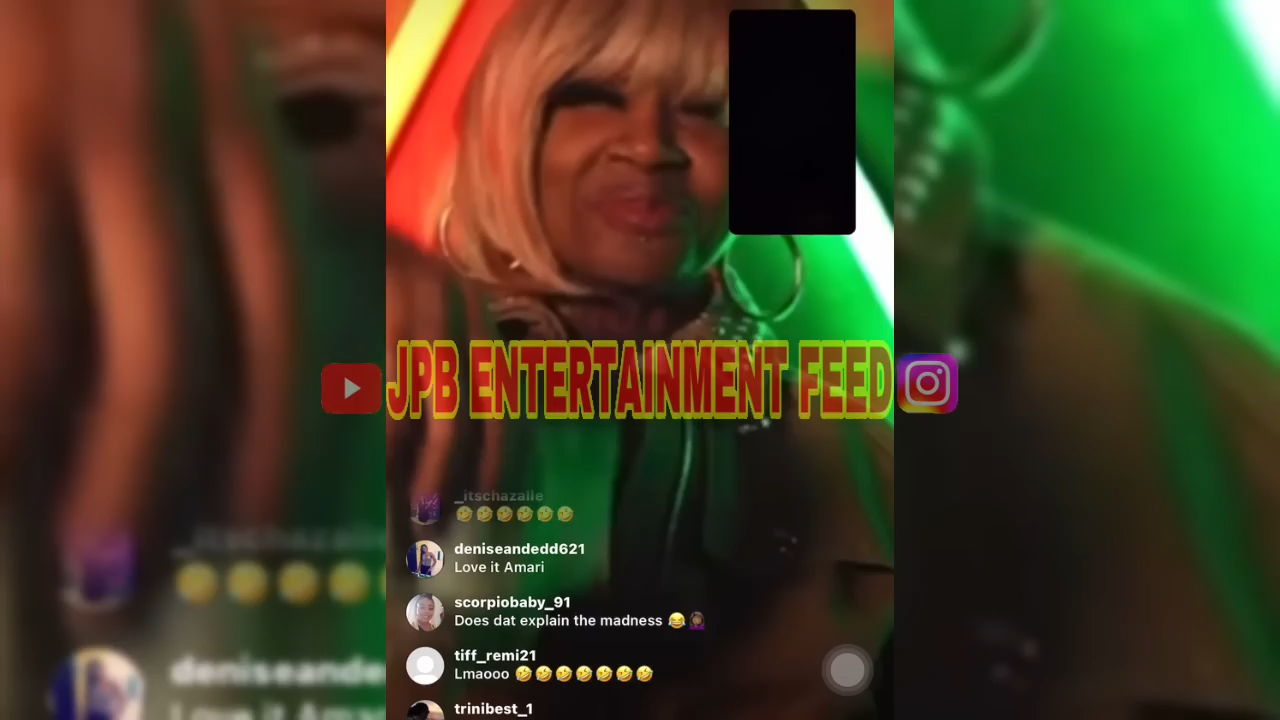 JPB ENTERTAINMENT FEED
_itschazalle
🤣🤣🤣🤣🤣🤣
deniseandedd621
Love it Amari
scorpiobaby_91
Does dat explain the madness 😂🤦🏾‍♀️
tiff_remi21
Lmaooo 🤣🤣🤣🤣🤣🤣🤣
trinibest_1